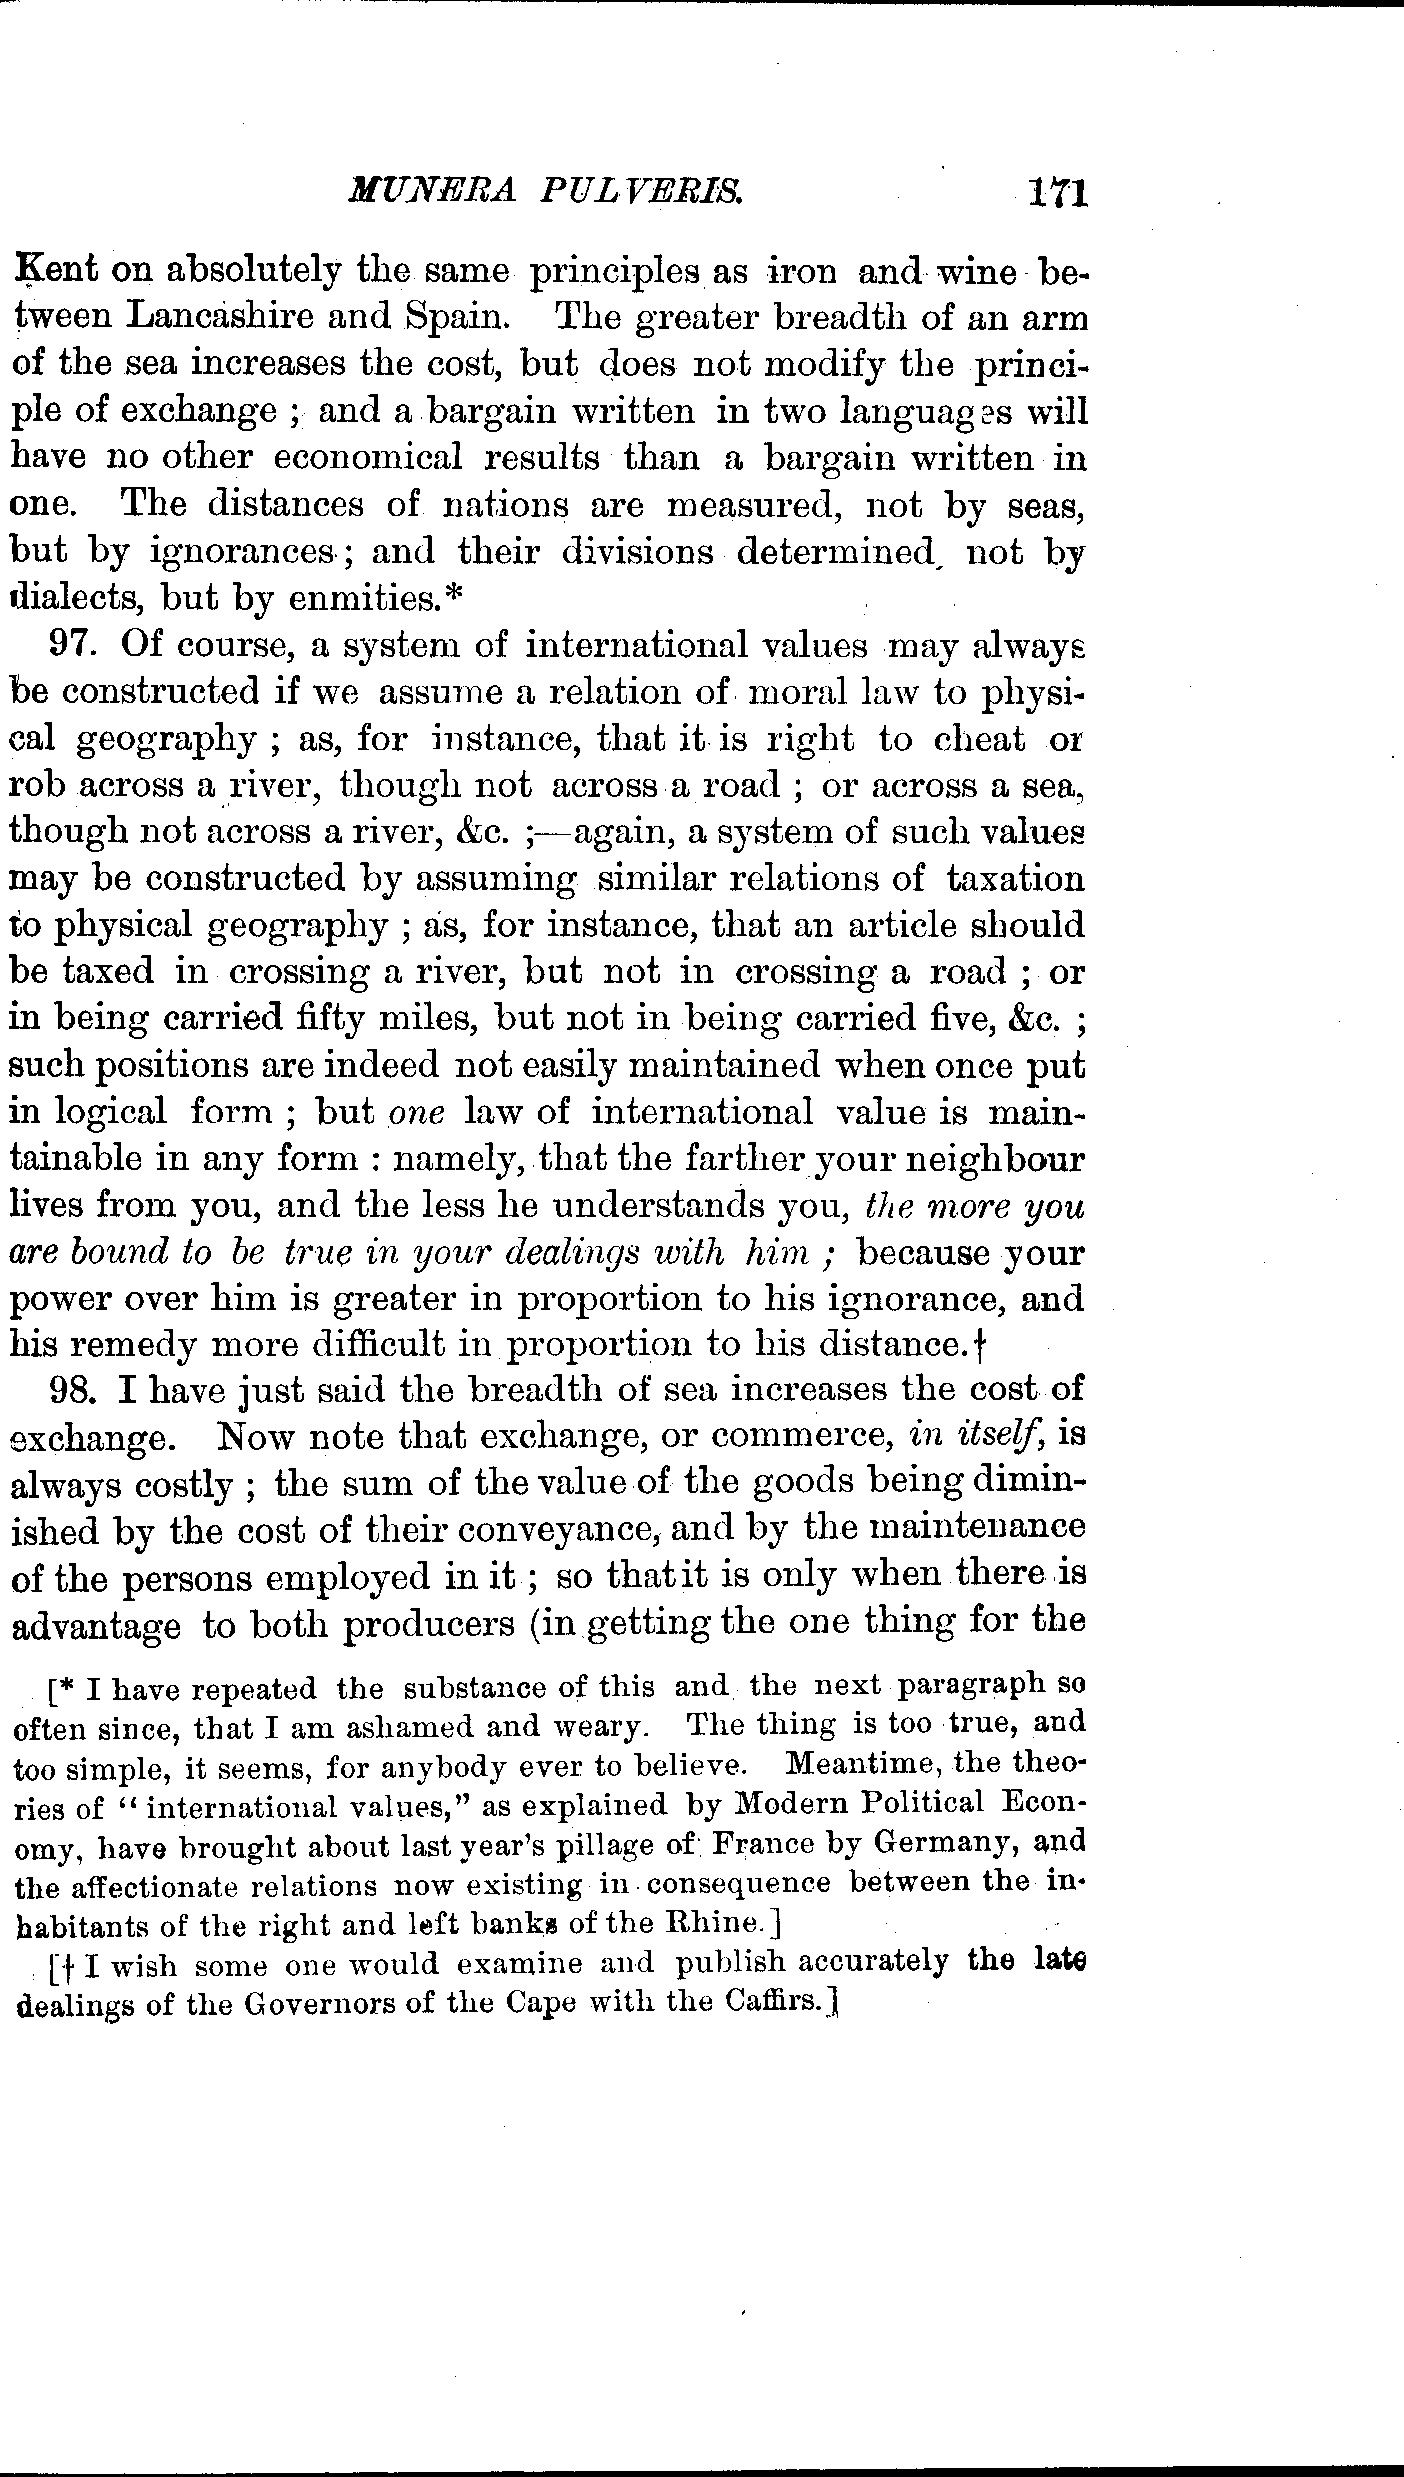 MUNERA PULVERIS. 171
Kent on absolutely the same principles as iron and wine be-
tween Lancashire and Spain. The greater breadth of an arm
of the sea increases the cost, but does not modify the princi-
ple of exchange ; and a bargain written in two languages will
have no other economical results than a bargain written in
one. The distances of nations are measured, not by seas,
but by ignorances ; and their divisions determined, not by
dialects, but by enmities.*
97. Of course, a system of international values may always
be constructed if we assume a relation of moral law to physi-
cal geography ; as, for instance, that it is right to cheat or
rob across a river, though not across a road ; or across a sea,
though not across a river, &c. ;—again, a system of such values
may be constructed by assuming similar relations of taxation
to physical geography ; as, for instance, that an article should
be taxed in crossing a river, but not in crossing a road ; or
in being carried fifty miles, but not in being carried five, &c. ;
such positions are indeed not easily maintained when once put
in logical form ; but one law of international value is main-
tainable in any form : namely, that the farther your neighbour
lives from you, and the less he understands you, the more you
are bound to be true in your dealings with him ; because your
power over him is greater in proportion to his ignorance, and
his remedy more difficult in proportion to his distance.†
98. I have just said the breadth of sea increases the cost of
exchange. Now note that exchange, or commerce, in itself, is
always costly ; the sum of the value of the goods being dimin-
ished by the cost of their conveyance, and by the maintenance
of the persons employed in it ; so that it is only when there is
advantage to both producers (in getting the one thing for the
[* I have repeated the substance of this and the next paragraph so
often since, that I am ashamed and weary. The thing is too true, and
too simple, it seems, for anybody ever to believe. Meantime, the theo-
ries of “ international values,” as explained by Modern Political Econ-
omy, have brought about last year's pillage of France by Germany, and
the affectionate relations now existing in consequence between the in-
habitants of the right and left banks of the Rhine.]
[† I wish some one would examine and publish accurately the late
dealings of the Governors of the Cape with the Caffirs.]